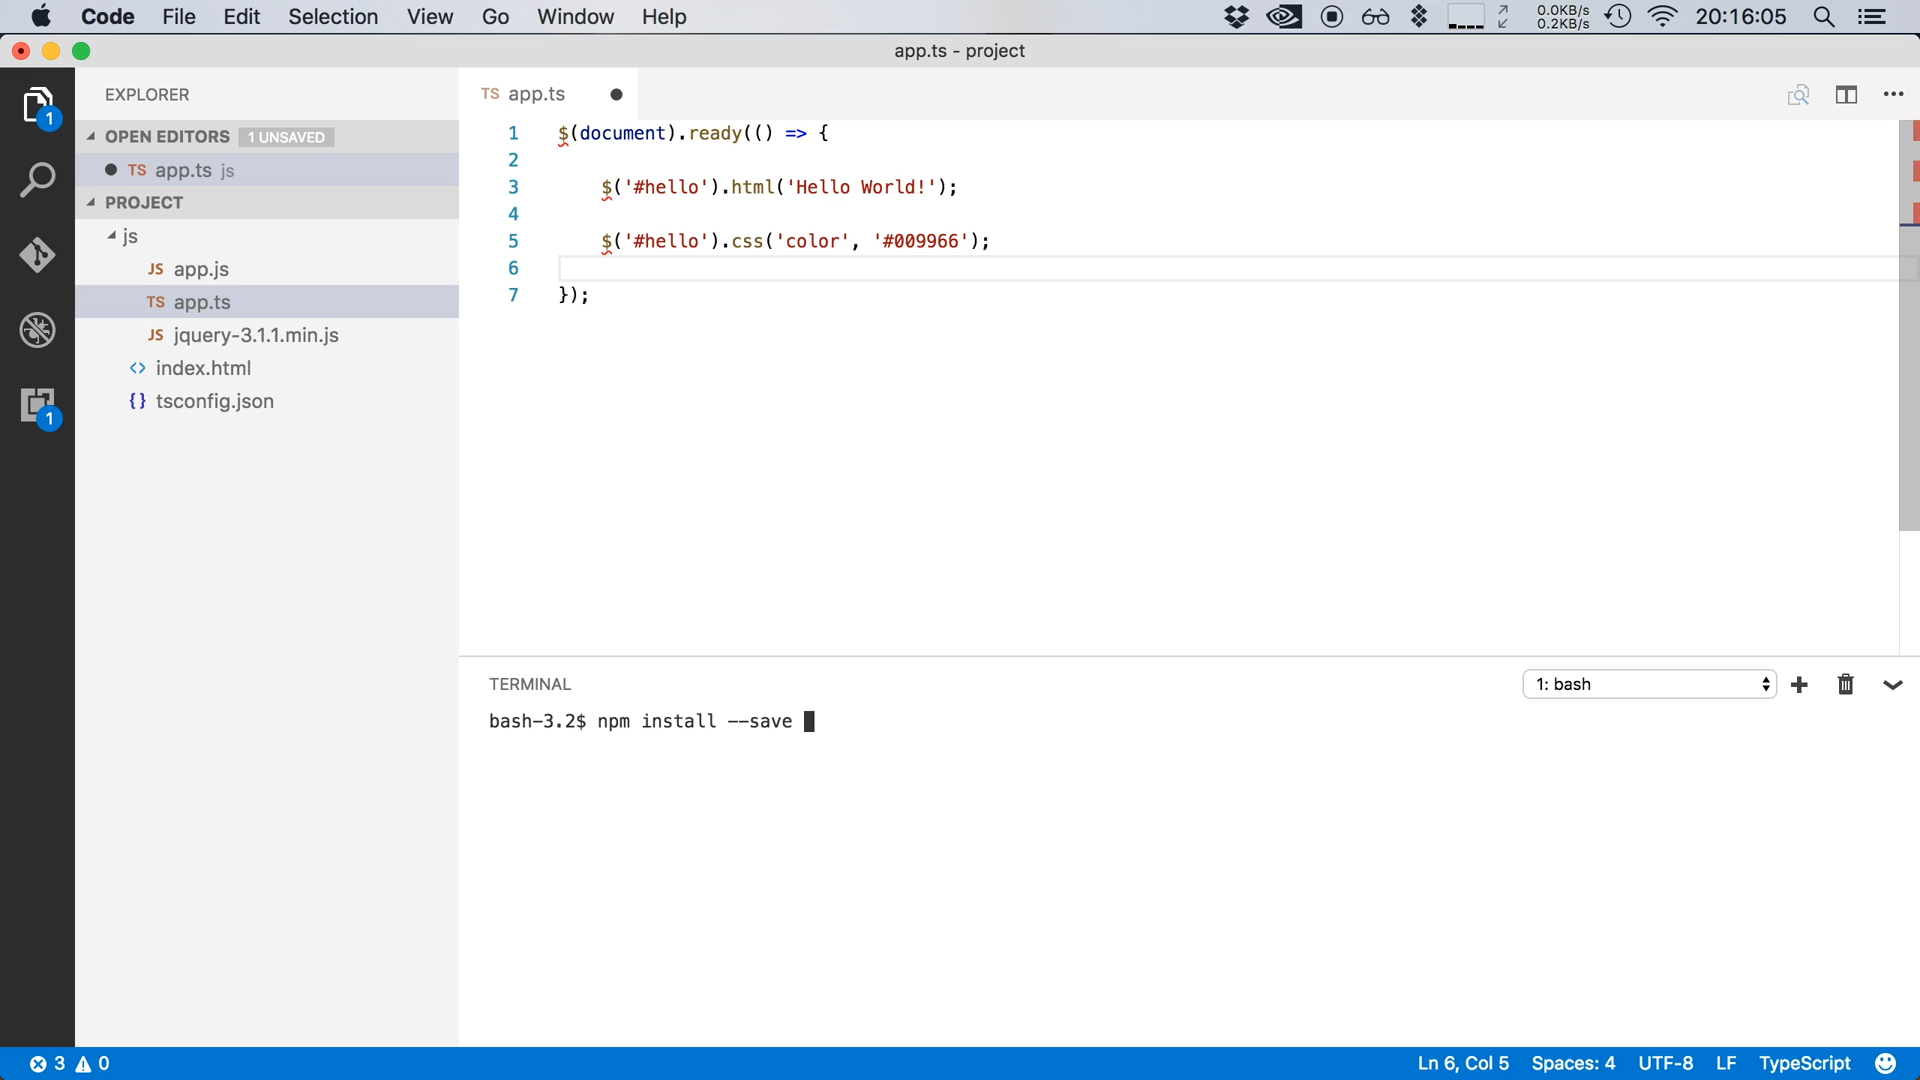 Code File Edit Selection View Go Window Help 0.0KB/s 0.2KB/s 20:16:05
app.ts - project
EXPLORER
OPEN EDITORS 1 UNSAVED
TS app.ts js
PROJECT
js
JS app.js
TS app.ts
JS jquery-3.1.1.min.js
<> index.html
{} tsconfig.json
1
1
TS app.ts
1 $(document).ready(() => {
2
3 $('#hello').html('Hello World!');
4
5 $('#hello').css('color', '#009966');
6
7 });
TERMINAL
1: bash
bash-3.2$ npm install --save
3 0 Ln 6, Col 5 Spaces: 4 UTF-8 LF TypeScript